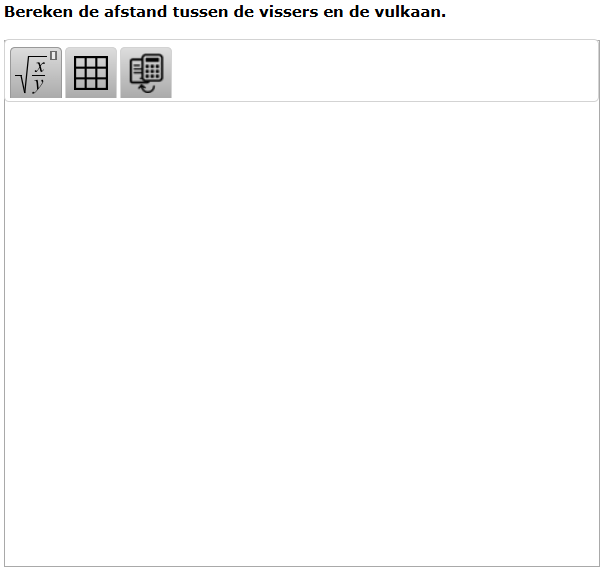 Bereken de afstand tussen de vissers en de vulkaan.
√x/y